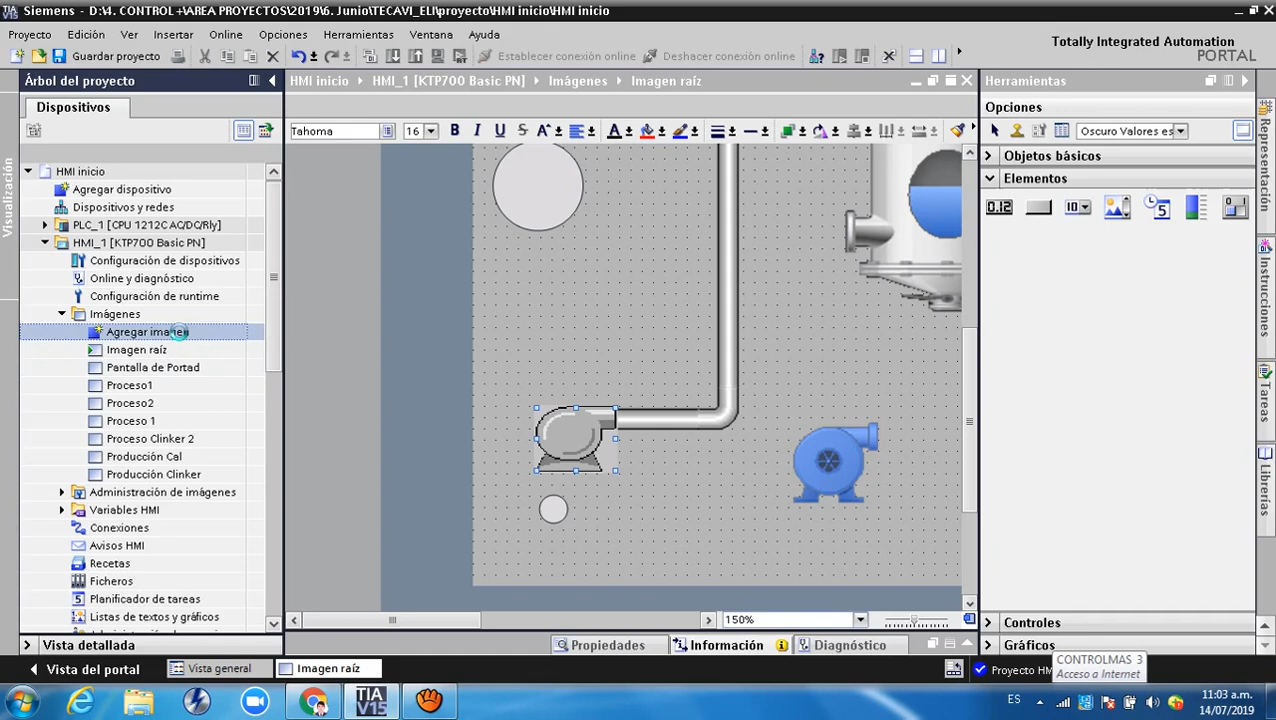 Siemens - D:\4. CONTROL +\AREA PROYECTOS\2019\6. Junio\TECAVI_ELI\proyecto\HMI inicio\HMI inicio
Proyecto Edición Ver Insertar Online Opciones Herramientas Ventana Ayuda
Guardar proyecto Establecer conexión online Deshacer conexión online
Totally Integrated Automation
PORTAL
Árbol del proyecto
Dispositivos
HMI inicio
Agregar dispositivo
Dispositivos y redes
PLC_1 [CPU 1212C AC/DC/Rly]
HMI_1 [KTP700 Basic PN]
Configuración de dispositivos
Online y diagnóstico
Configuración de runtime
Imágenes
Agregar imagen
Imagen raíz
Pantalla de Portad
Proceso1
Proceso2
Proceso 1
Proceso Clinker 2
Producción Cal
Producción Clinker
Administración de imágenes
Variables HMI
Conexiones
Avisos HMI
Recetas
Ficheros
Planificador de tareas
Listas de textos y gráficos
Vista detallada
Visualización
HMI inicio HMI_1 [KTP700 Basic PN] Imágenes Imagen raíz
Tahoma 16 B I U S A A
150%
Propiedades Información Diagnóstico
Herramientas
Opciones
Oscuro Valores es
Objetos básicos
Elementos
0.12 10 5
Controles
Gráficos
Representación
Instrucciones
Tareas
Librerías
Vista del portal Vista general Imagen raíz
Proyecto HM
CONTROLMAS 3
Acceso a Internet
TIA
V15
ES
11:03 a.m.
14/07/2019